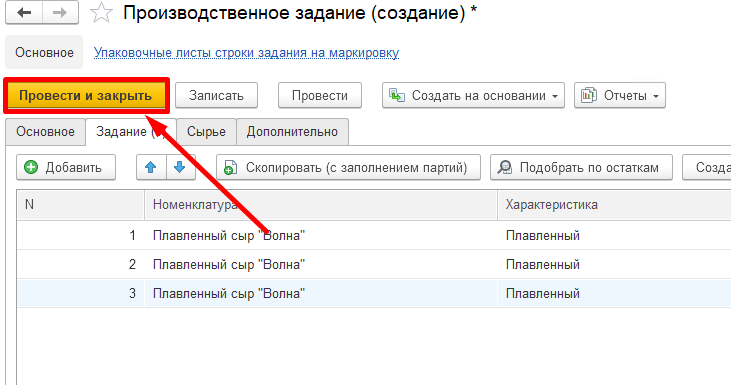 Производственное задание (создание) *
Основное Упаковочные листы строки задания на маркировку
Провести и закрыть Записать Провести Создать на основании Отчеты
Основное Задание ( Сырье Дополнительно
Добавить Скопировать (с заполнением партий) Подобрать по остаткам Созда
N Номенклатура Характеристика
1 Плавленный сыр "Волна" Плавленный
2 Плавленный сыр "Волна" Плавленный
3 Плавленный сыр "Волна" Плавленный